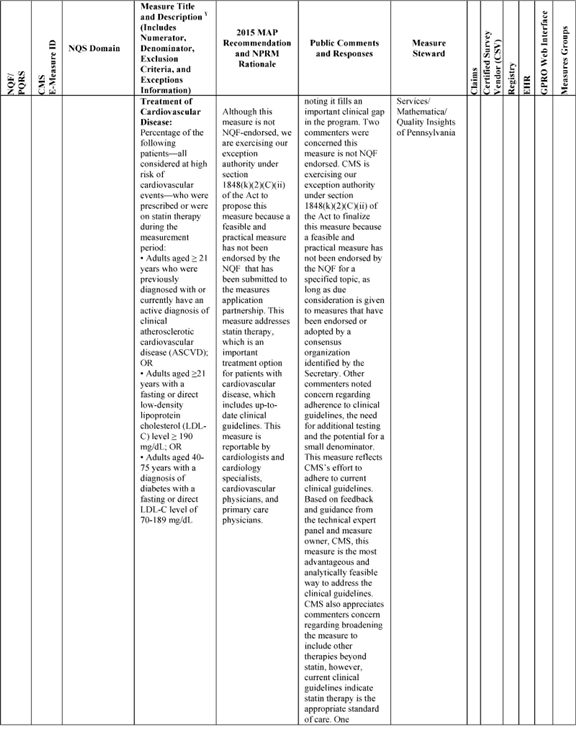 NQF/
PQRS
CMS
E-Measure ID
NQS Domain
Measure Title
and Description ¥
(Includes
Numerator,
Denominator,
Exclusion
Criteria, and
Exceptions
Information)
2015 MAP
Recommendation
and NPRM
Rationale
Public Comments
and Responses
Measure
Steward
Claims
Certified Survey
Vendor (CSV)
Registry
EHR
GPRO Web Interface
Measures Groups
Treatment of
Cardiovascular
Disease:
Percentage of the
following
patients—all
considered at high
risk of
cardiovascular
events—who were
prescribed or were
on statin therapy
during the
measurement
period:
• Adults aged ≥ 21
years who were
previously
diagnosed with or
currently have an
active diagnosis of
clinical
atherosclerotic
cardiovascular
disease (ASCVD);
OR
• Adults aged ≥21
years with a
fasting or direct
low-density
lipoprotein
cholesterol (LDL-
C) level ≥ 190
mg/dL; OR
• Adults aged 40-
75 years with a
diagnosis of
diabetes with a
fasting or direct
LDL-C level of
70-189 mg/dL
Although this
measure is not
NQF-endorsed, we
are exercising our
exception
authority under
section
1848(k)(2)(C)(ii)
of the Act to
propose this
measure because a
feasible and
practical measure
has not been
endorsed by the
NQF that has
been submitted to
the measures
application
partnership. This
measure addresses
statin therapy,
which is an
important
treatment option
for patients with
cardiovascular
disease, which
includes up-to-
date clinical
guidelines. This
measure is
reportable by
cardiologists and
cardiology
specialists,
cardiovascular
physicians, and
primary care
physicians.
noting it fills an
important clinical gap
in the program. Two
commenters were
concerned this
measure is not NQF
endorsed. CMS is
exercising our
exception authority
under section
1848(k)(2)(C)(ii) of
the Act to finalize
this measure because
a feasible and
practical measure has
not been endorsed by
the NQF for a
specified topic, as
long as due
consideration is given
to measures that have
been endorsed or
adopted by a
consensus
organization
identified by the
Secretary. Other
commenters noted
concern regarding
adherence to clinical
guidelines, the need
for additional testing
and the potential for a
small denominator.
This measure reflects
CMS's effort to
adhere to current
clinical guidelines.
Based on feedback
and guidance from
the technical expert
panel and measure
owner, CMS, this
measure is the most
advantageous and
analytically feasible
way to address the
clinical guidelines.
CMS also appreciates
commenters concern
regarding broadening
the measure to
include other
therapies beyond
statin, however,
current clinical
guidelines indicate
statin therapy is the
appropriate standard
of care. One
Services/
Mathematica/
Quality Insights
of Pennsylvania